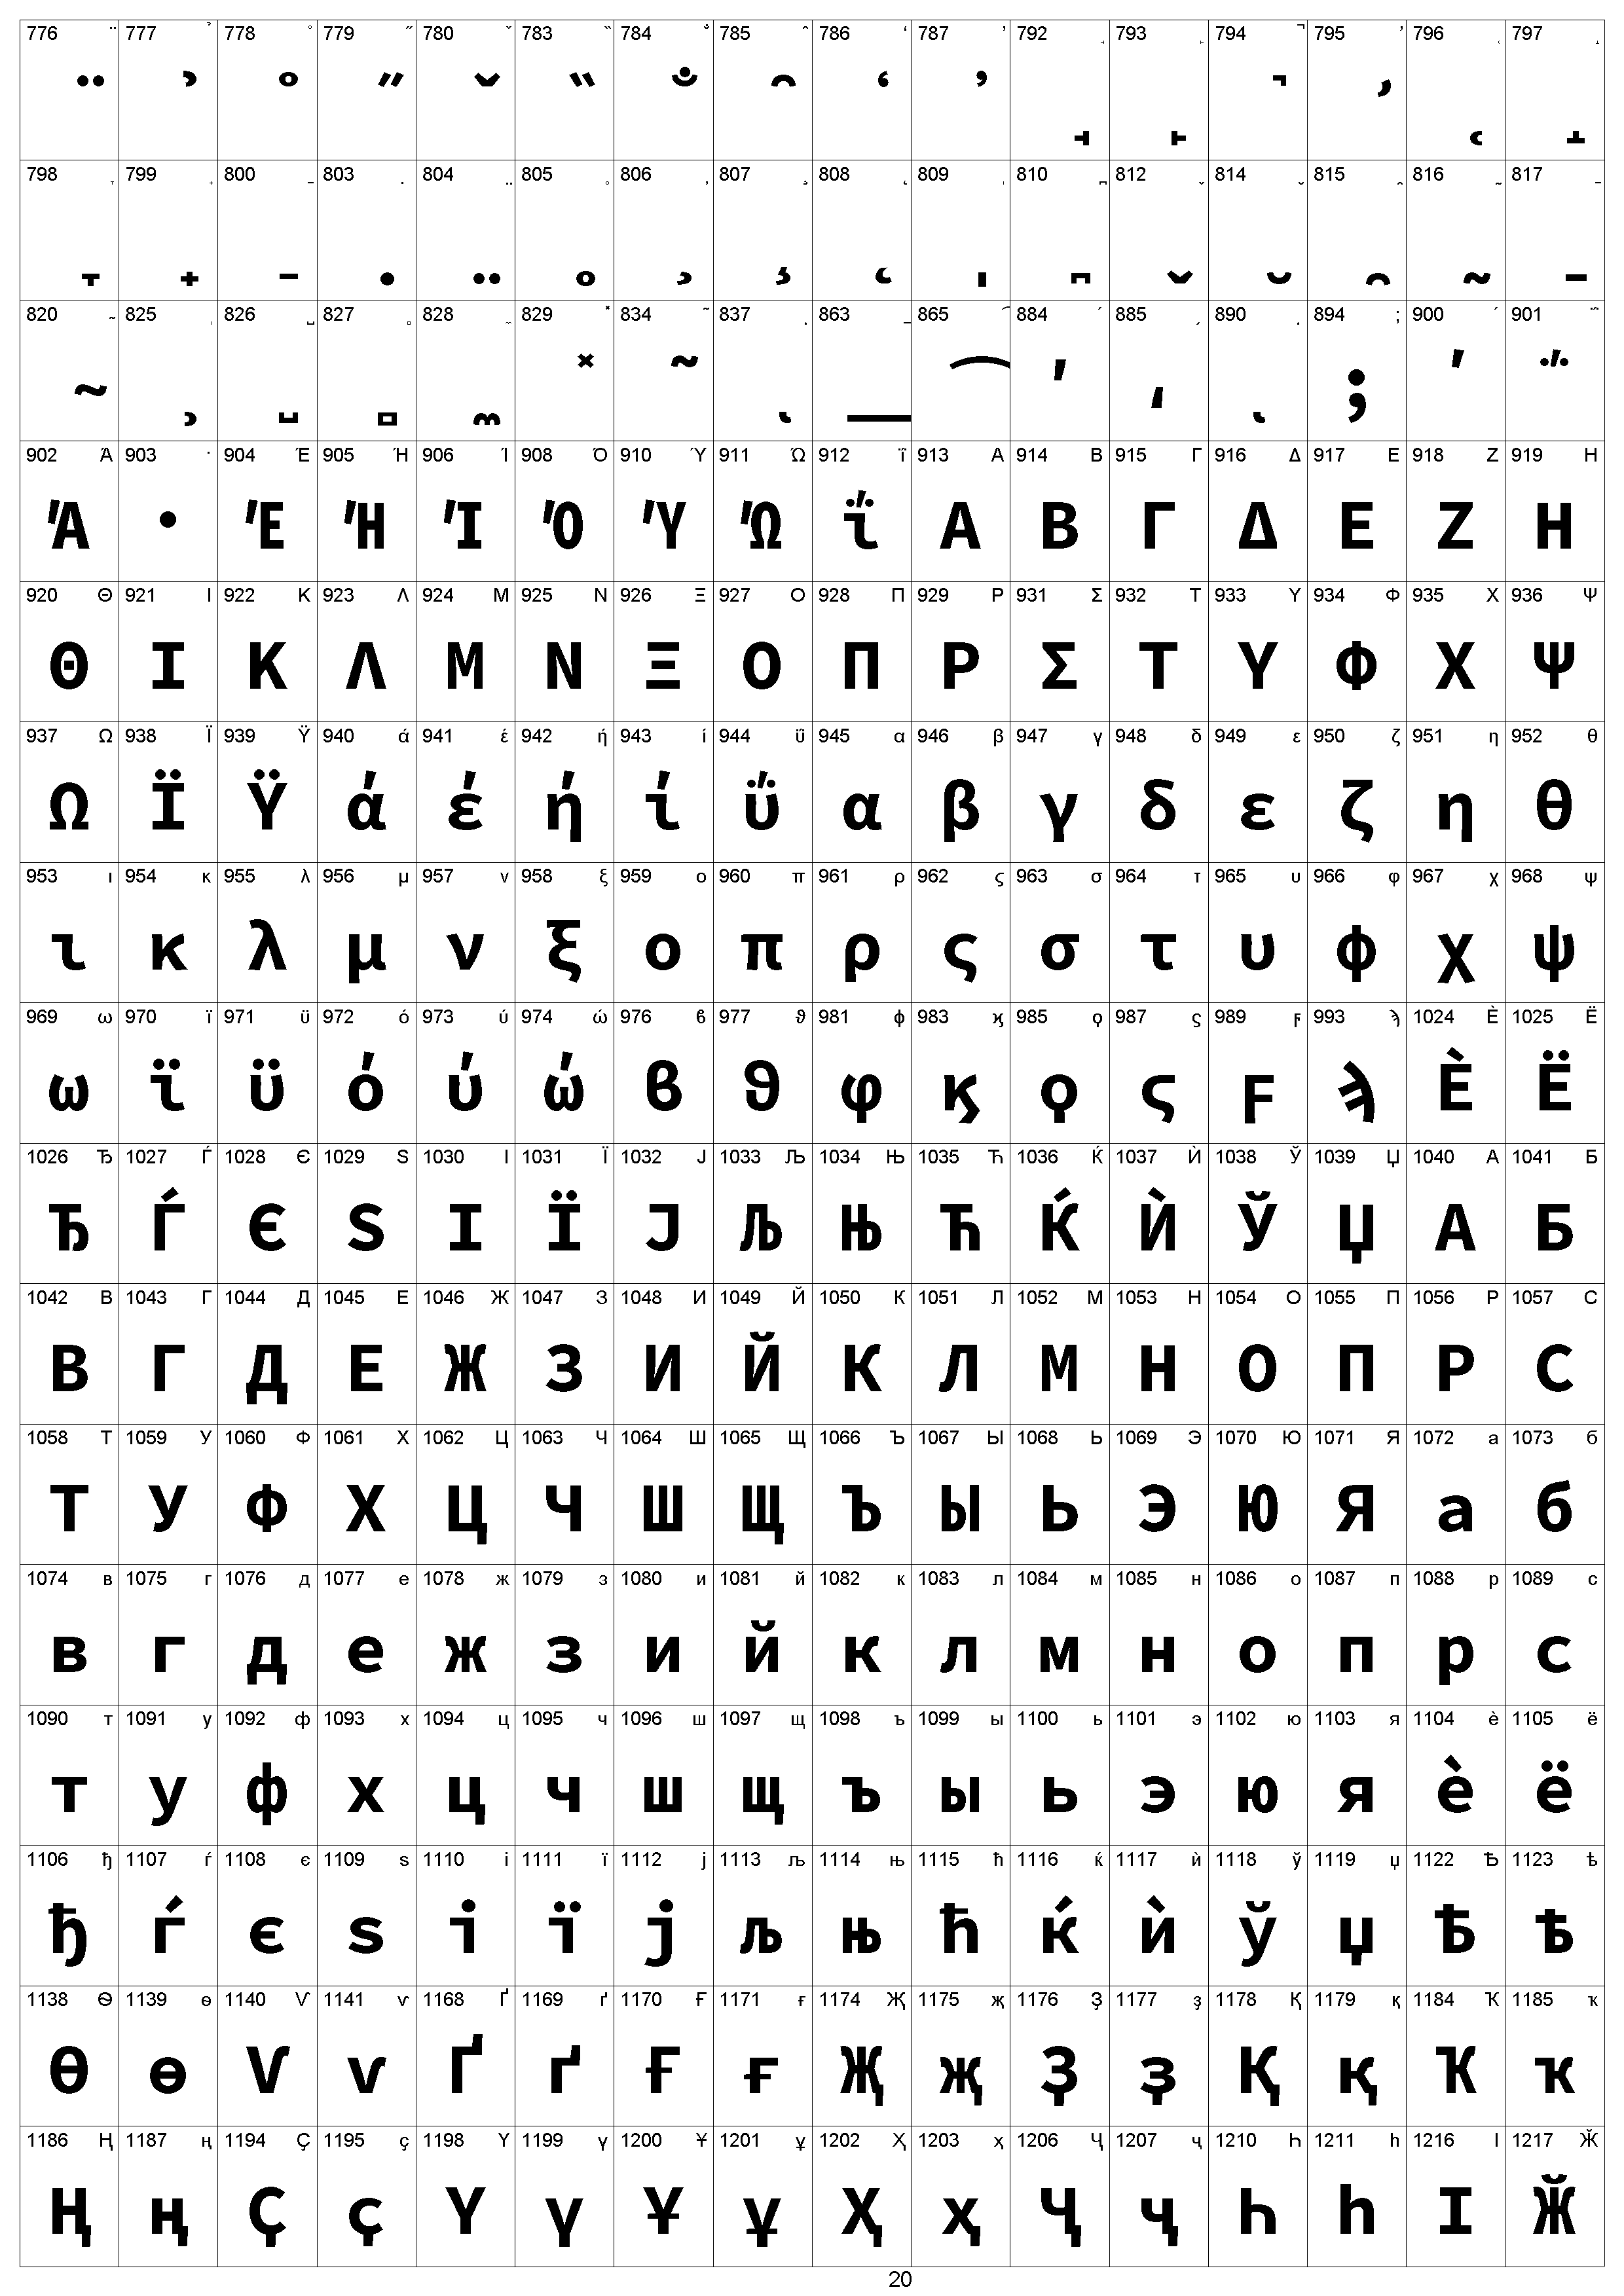 776 ̈ 777 ̉ 778 ̊ 779 ̋ 780 ̌ 783 ̏ 784 ̐ 785 ̑ 786 ̒ 787 ̓ 792 ̘ 793 ̙ 794 ̚ 795 ̛ 796 ̜ 797 ̝
̈ ̉ ̊ ̋ ̌ ̏ ̐ ̑ ̒ ̓ ̘ ̙ ̚ ̛ ̜ ̝
798 ̞ 799 ̟ 800 ̠ 803 ̣ 804 ̤ 805 ̥ 806 ̦ 807 ̧ 808 ̨ 809 ̩ 810 ̪ 812 ̬ 814 ̮ 815 ̯ 816 ̰ 817 ̱
̞ ̟ ̠ ̣ ̤ ̥ ̦ ̧ ̨ ̩ ̪ ̬ ̮ ̯ ̰ ̱
820 ̴ 825 ̹ 826 ̺ 827 ̻ 828 ̼ 829 ̽ 834 ͂ 837 ͅ 863 ͟ 865 ͡ 884 ʹ 885 ͵ 890 ͺ 894 ; 900 ΄ 901 ΅
̴ ̹ ̺ ̻ ̼ ̽ ͂ ͅ ͟ ͡ ʹ ͵ ͺ ; ΄ ΅
902 Ά 903 · 904 Έ 905 Ή 906 Ί 908 Ό 910 Ύ 911 Ώ 912 ΐ 913 Α 914 Β 915 Γ 916 Δ 917 Ε 918 Ζ 919 Η
Ά · Έ Ή Ί Ό Ύ Ώ ΐ Α Β Γ Δ Ε Ζ Η
920 Θ 921 Ι 922 Κ 923 Λ 924 Μ 925 Ν 926 Ξ 927 Ο 928 Π 929 Ρ 931 Σ 932 Τ 933 Υ 934 Φ 935 Χ 936 Ψ
Θ Ι Κ Λ Μ Ν Ξ Ο Π Ρ Σ Τ Υ Φ Χ Ψ
937 Ω 938 Ϊ 939 Ϋ 940 ά 941 έ 942 ή 943 ί 944 ΰ 945 α 946 β 947 γ 948 δ 949 ε 950 ζ 951 η 952 θ
Ω Ϊ Ϋ ά έ ή ί ΰ α β γ δ ε ζ η θ
953 ι 954 κ 955 λ 956 μ 957 ν 958 ξ 959 ο 960 π 961 ρ 962 ς 963 σ 964 τ 965 υ 966 φ 967 χ 968 ψ
ι κ λ μ ν ξ ο π ρ ς σ τ υ φ χ ψ
969 ω 970 ϊ 971 ϋ 972 ό 973 ύ 974 ώ 976 ϐ 977 ϑ 981 ϕ 983 ϗ 985 ϙ 987 ϛ 989 ϝ 993 ϡ 1024 Ѐ 1025 Ё
ω ϊ ϋ ό ύ ώ ϐ ϑ ϕ ϗ ϙ ϛ ϝ ϡ Ѐ Ё
1026 Ђ 1027 Ѓ 1028 Є 1029 Ѕ 1030 І 1031 Ї 1032 Ј 1033 Љ 1034 Њ 1035 Ћ 1036 Ќ 1037 Ѝ 1038 Ў 1039 Џ 1040 А 1041 Б
Ђ Ѓ Є Ѕ І Ї Ј Љ Њ Ћ Ќ Ѝ Ў Џ А Б
1042 В 1043 Г 1044 Д 1045 Е 1046 Ж 1047 З 1048 И 1049 Й 1050 К 1051 Л 1052 М 1053 Н 1054 О 1055 П 1056 Р 1057 С
В Г Д Е Ж З И Й К Л М Н О П Р С
1058 Т 1059 У 1060 Ф 1061 Х 1062 Ц 1063 Ч 1064 Ш 1065 Щ 1066 Ъ 1067 Ы 1068 Ь 1069 Э 1070 Ю 1071 Я 1072 а 1073 б
Т У Ф Х Ц Ч Ш Щ Ъ Ы Ь Э Ю Я а б
1074 в 1075 г 1076 д 1077 е 1078 ж 1079 з 1080 и 1081 й 1082 к 1083 л 1084 м 1085 н 1086 о 1087 п 1088 р 1089 с
в г д е ж з и й к л м н о п р с
1090 т 1091 у 1092 ф 1093 х 1094 ц 1095 ч 1096 ш 1097 щ 1098 ъ 1099 ы 1100 ь 1101 э 1102 ю 1103 я 1104 ѐ 1105 ё
т у ф х ц ч ш щ ъ ы ь э ю я ѐ ё
1106 ђ 1107 ѓ 1108 є 1109 ѕ 1110 і 1111 ї 1112 ј 1113 љ 1114 њ 1115 ћ 1116 ќ 1117 ѝ 1118 ў 1119 џ 1122 Ѣ 1123 ѣ
ђ ѓ є ѕ і ї ј љ њ ћ ќ ѝ ў џ Ѣ ѣ
1138 Ѳ 1139 ѳ 1140 Ѵ 1141 ѵ 1168 Ґ 1169 ґ 1170 Ғ 1171 ғ 1174 Җ 1175 җ 1176 Ҙ 1177 ҙ 1178 Қ 1179 қ 1184 Ҡ 1185 ҡ
Ѳ ѳ Ѵ ѵ Ґ ґ Ғ ғ Җ җ Ҙ ҙ Қ қ Ҡ ҡ
1186 Ң 1187 ң 1194 Ҫ 1195 ҫ 1198 Ү 1199 ү 1200 Ұ 1201 ұ 1202 Ҳ 1203 ҳ 1206 Ҷ 1207 ҷ 1210 Һ 1211 һ 1216 Ӏ 1217 Ӂ
Ң ң Ҫ ҫ Ү ү Ұ ұ Ҳ ҳ Ҷ ҷ Һ һ Ӏ Ӂ
20